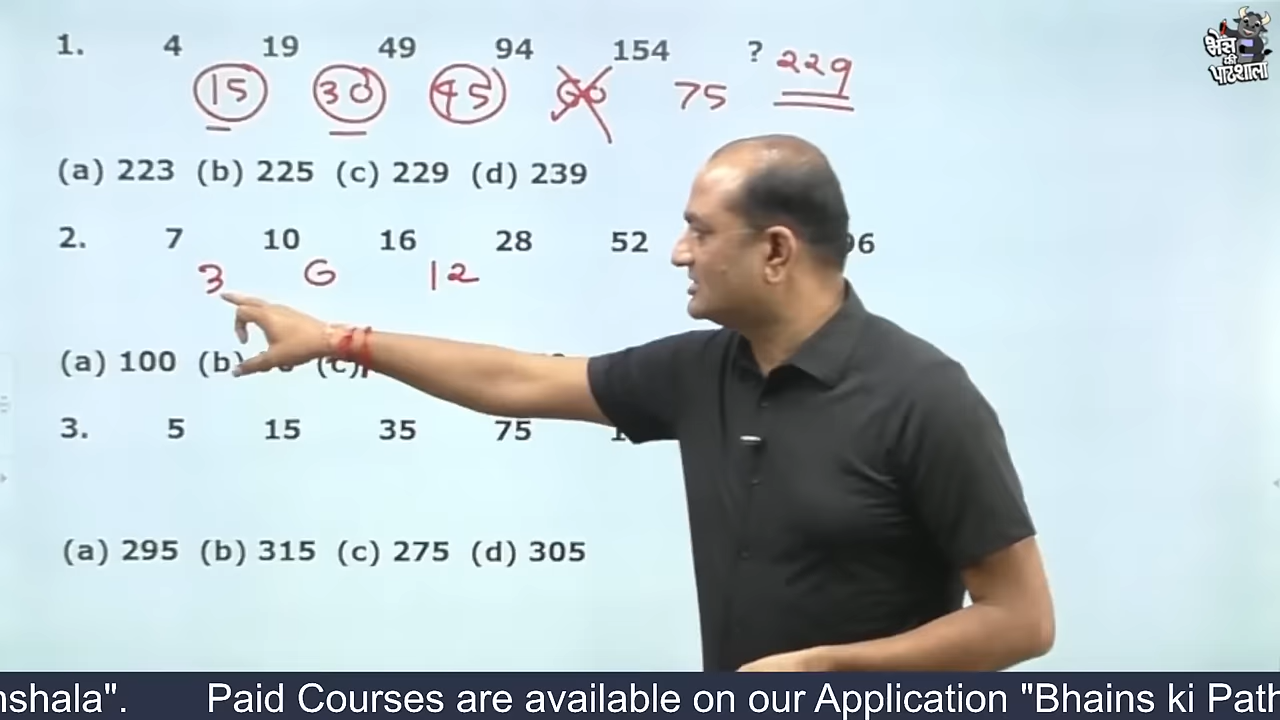 1. 4 19 49 94 154 ? 229
15 30 45 60 75
(a) 223 (b) 225 (c) 229 (d) 239
2. 7 10 16 28 52 96
3 6 12
(a) 100 (b) (c)
3. 5 15 35 75
(a) 295 (b) 315 (c) 275 (d) 305
भैंस की पाठशाला
nshala". Paid Courses are available on our Application "Bhains ki Path